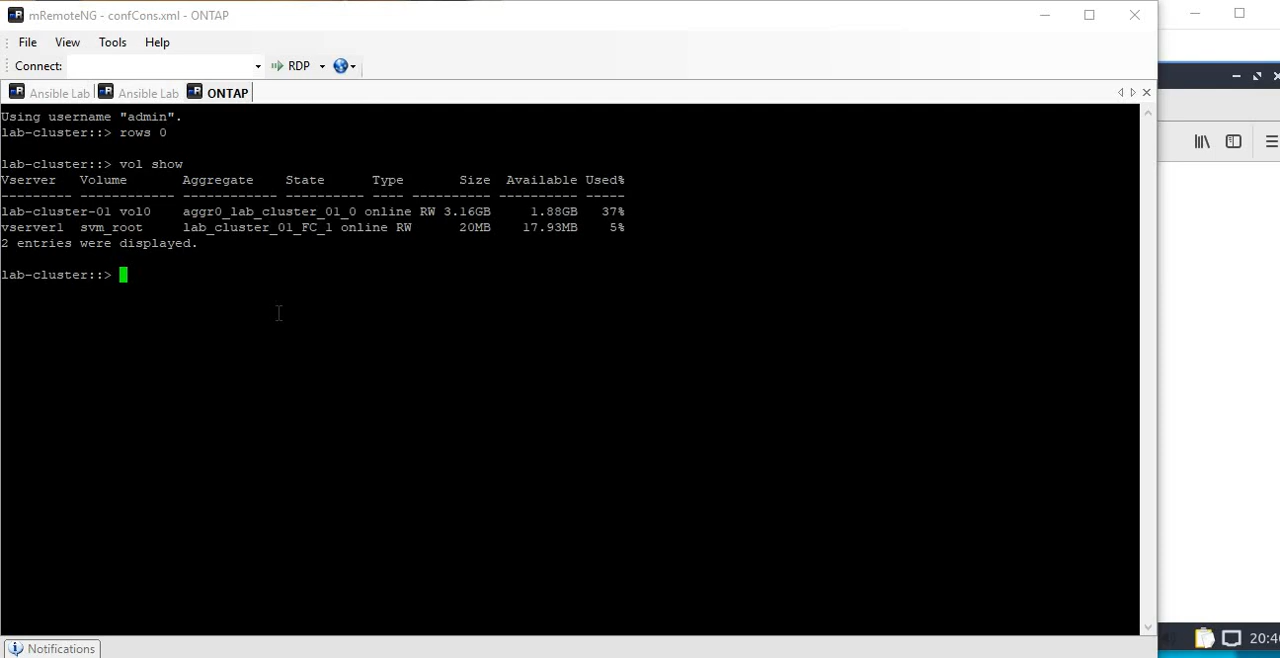 mRemoteNG - confCons.xml - ONTAP
File View Tools Help
Connect: RDP
Ansible Lab Ansible Lab ONTAP
Using username "admin".
lab-cluster::> rows 0
lab-cluster::> vol show
Vserver Volume Aggregate State Type Size Available Used%
--------- ------------ ------------ ---------- ---- ---------- ---------- -----
lab-cluster-01 vol0 aggr0_lab_cluster_01_0 online RW 3.16GB 1.88GB 37%
vserver1 svm_root lab_cluster_01_FC_1 online RW 20MB 17.93MB 5%
2 entries were displayed.
lab-cluster::>
Notifications